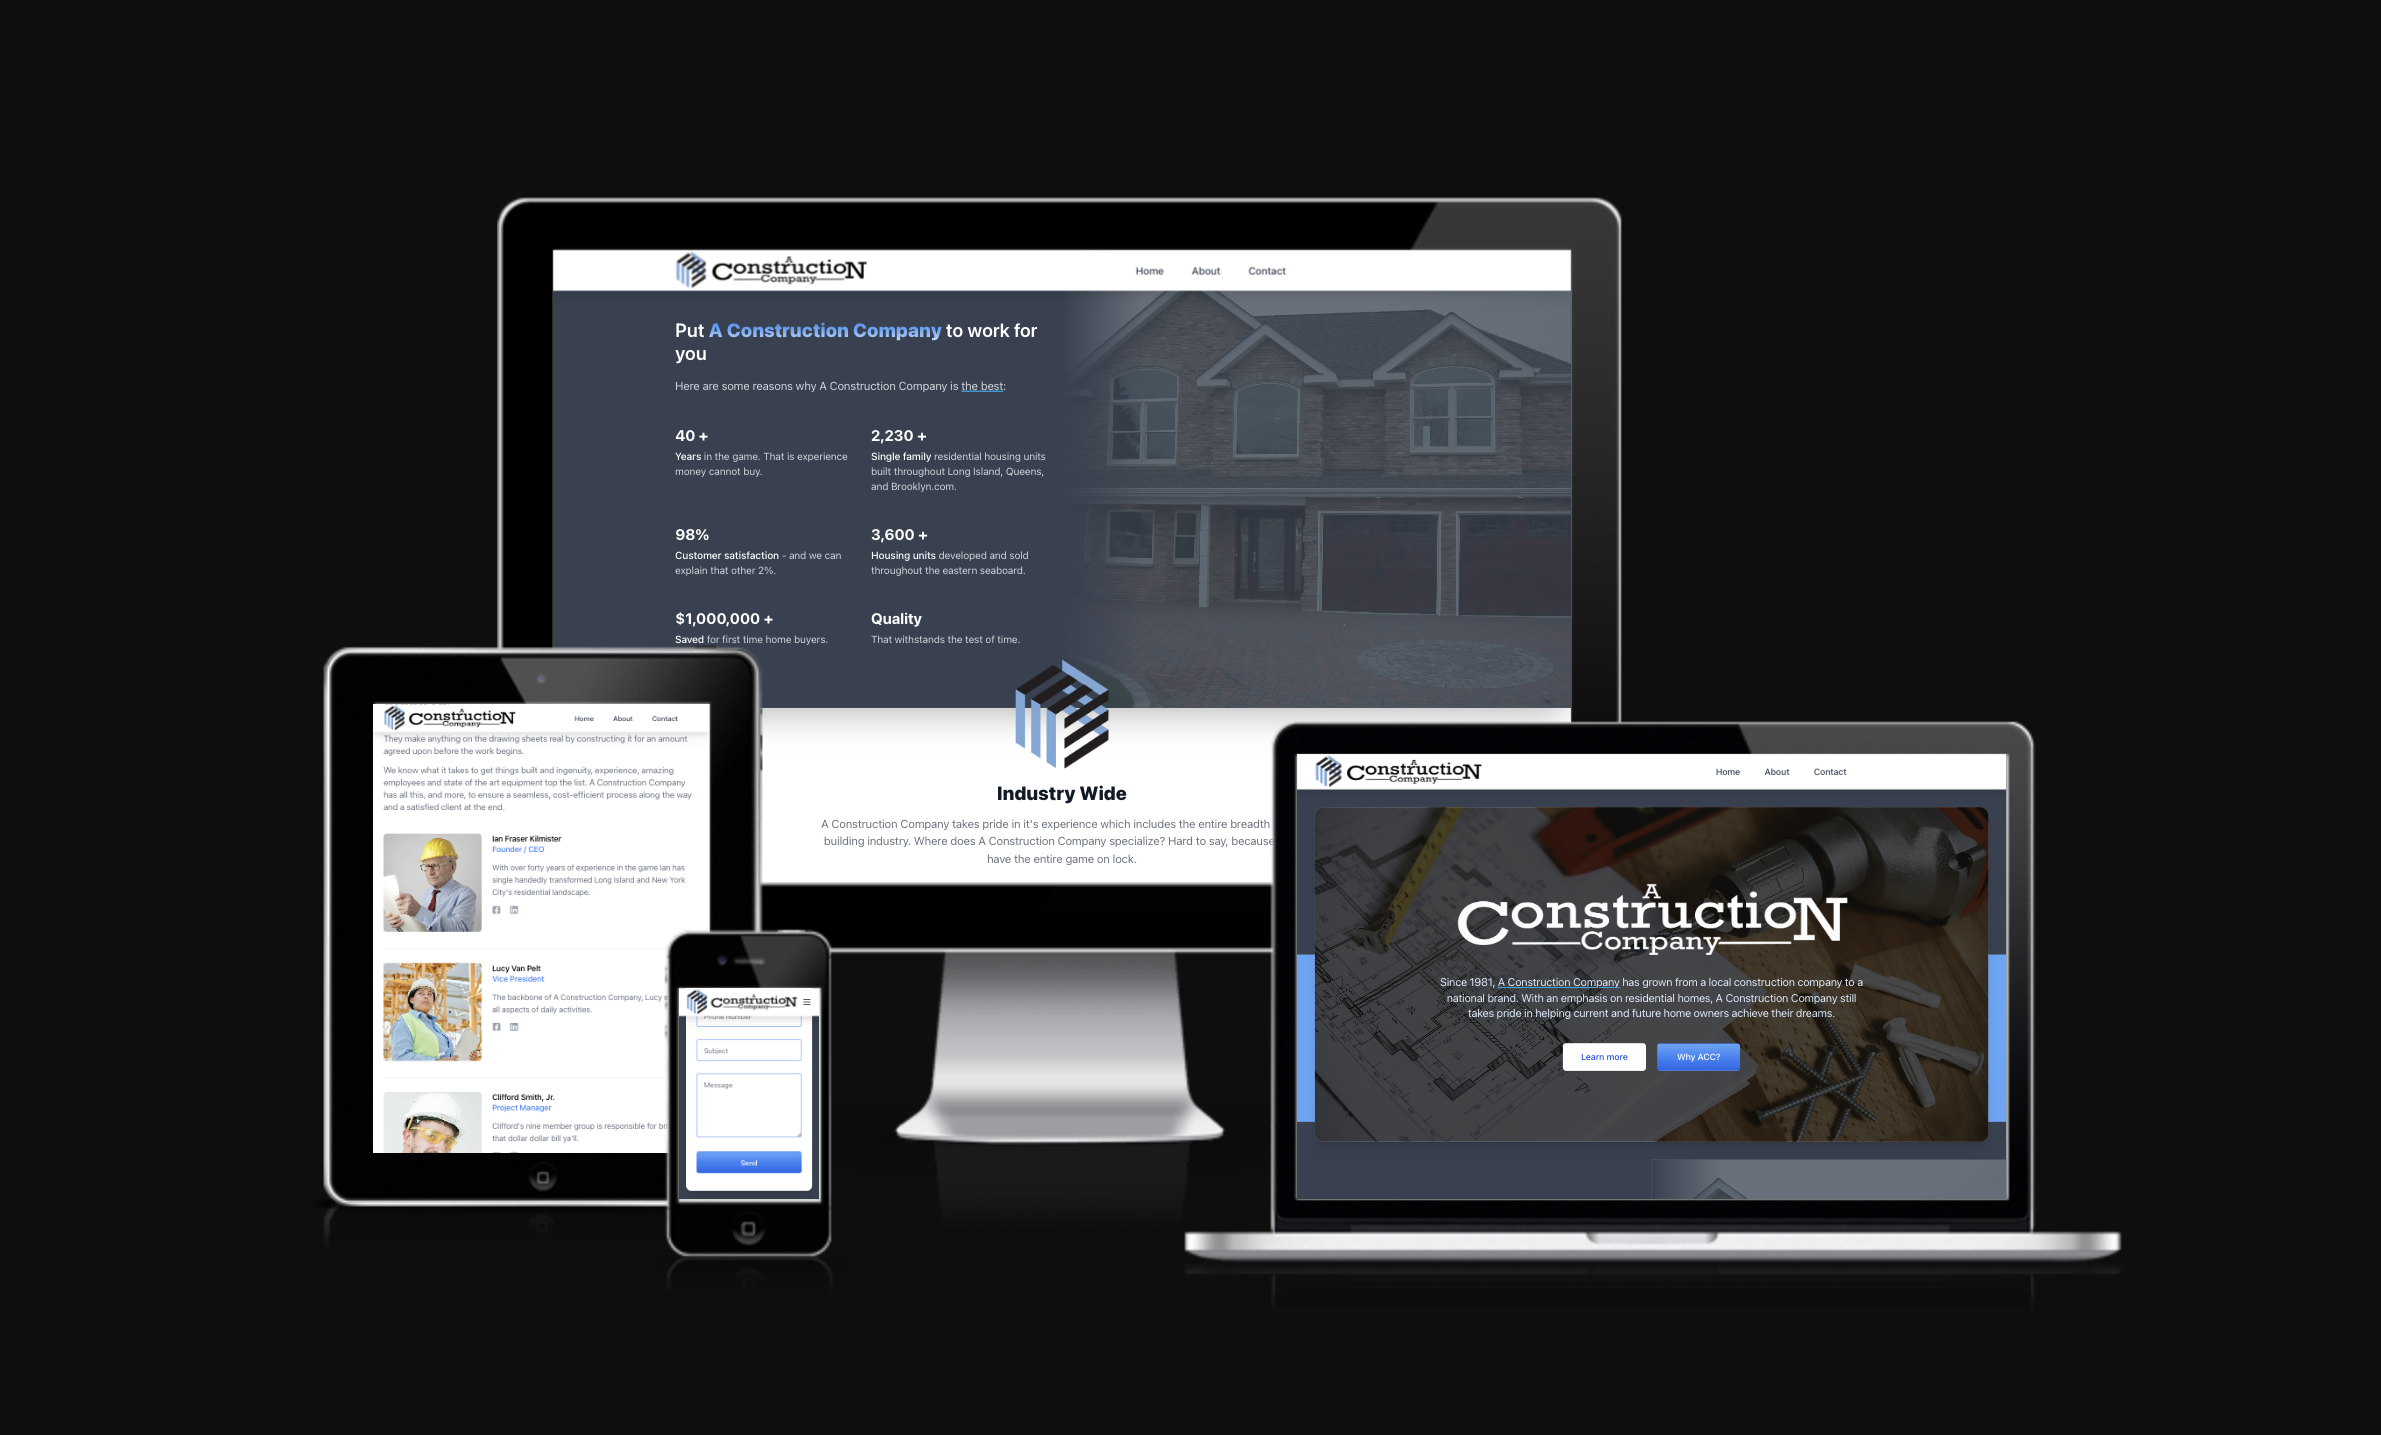 A
ConstructioN
Company
Home About Contact
Put A Construction Company to work for
you
Here are some reasons why A Construction Company is the best:
40 +
Years in the game. That is experience
money cannot buy.
2,230 +
Single family residential housing units
built throughout Long Island, Queens,
and Brooklyn.com.
98%
Customer satisfaction - and we can
explain that other 2%.
3,600 +
Housing units developed and sold
throughout the eastern seaboard.
$1,000,000 +
Saved for first time home buyers.
Quality
That withstands the test of time.
Industry Wide
A Construction Company takes pride in it's experience which includes the entire breadth
building industry. Where does A Construction Company specialize? Hard to say, because
have the entire game on lock.
A
ConstructioN
Company
Home About Contact
They make anything on the drawing sheets real by constructing it for an amount
agreed upon before the work begins.
We know what it takes to get things built and ingenuity, experience, amazing
employees and state of the art equipment top the list. A Construction Company
has all this, and more, to ensure a seamless, cost-efficient process along the way
and a satisfied client at the end.
Ian Fraser Kilmister
Founder / CEO
With over forty years of experience in the game Ian has
single handedly transformed Long Island and New York
City's residential landscape.
Lucy Van Pelt
Vice President
The backbone of A Construction Company, Lucy
all aspects of daily activities.
Clifford Smith, Jr.
Project Manager
Clifford's nine member group is responsible for
that dollar dollar bill ya'll.
A
ConstructioN
Company
Phone Number
Subject
Message
Send
A
ConstructioN
Company
Home About Contact
A
ConstructioN
Company
Since 1981, A Construction Company has grown from a local construction company to a
national brand. With an emphasis on residential homes, A Construction Company still
takes pride in helping current and future home owners achieve their dreams.
Learn more
Why ACC?